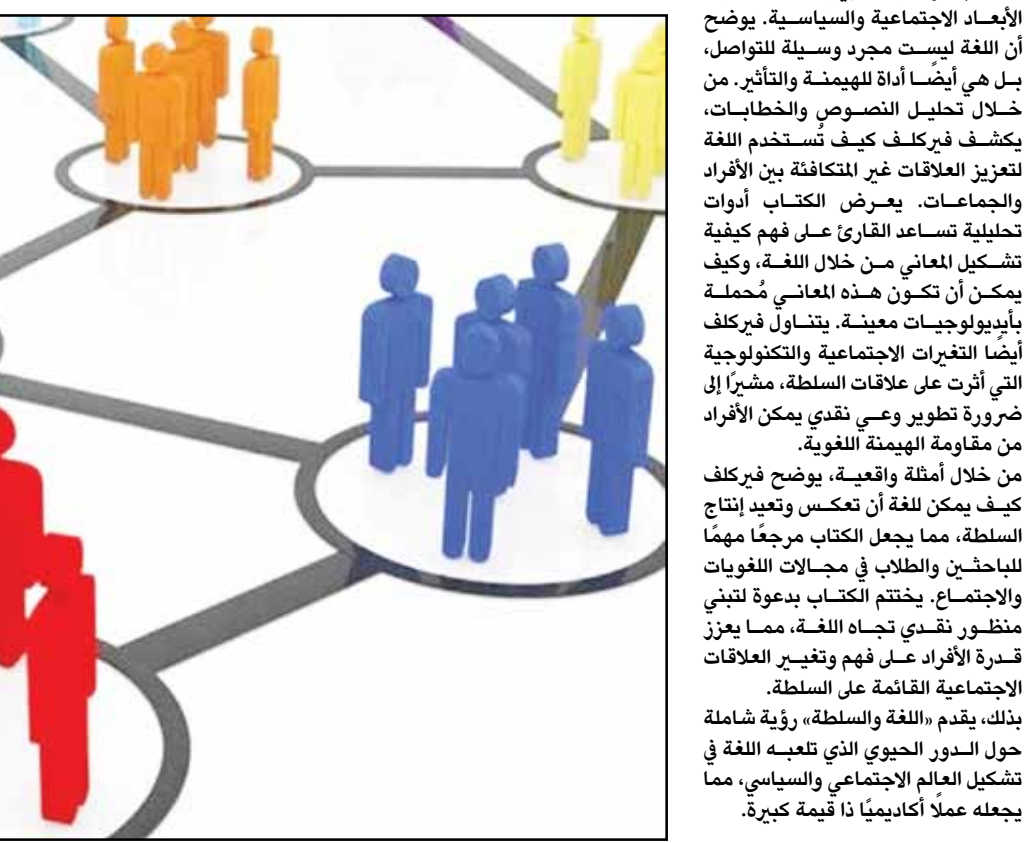 الأبعاد الاجتماعية والسياسية. يوضح
أن اللغة ليست مجرد وسيلة للتواصل،
بل هي أيضًا أداة للهيمنة والتأثير. من
خلال تحليل النصوص والخطابات،
يكشف فيركلف كيف تُستخدم اللغة
لتعزيز العلاقات غير المتكافئة بين الأفراد
والجماعات. يعرض الكتاب أدوات
تحليلية تساعد القارئ على فهم كيفية
تشكيل المعاني من خلال اللغة، وكيف
يمكن أن تكون هذه المعاني مُحملة
بأيديولوجيات معينة. يتناول فيركلف
أيضًا التغيرات الاجتماعية والتكنولوجية
التي أثرت على علاقات السلطة، مشيرًا إلى
ضرورة تطوير وعي نقدي يمكن الأفراد
من مقاومة الهيمنة اللغوية.
من خلال أمثلة واقعية، يوضح فيركلف
كيف يمكن للغة أن تعكس وتعيد إنتاج
السلطة، مما يجعل الكتاب مرجعًا مهمًا
للباحثين والطلاب في مجالات اللغويات
والاجتماع. يختتم الكتاب بدعوة لتبني
منظور نقدي تجاه اللغة، مما يعزز
قدرة الأفراد على فهم وتغيير العلاقات
الاجتماعية القائمة على السلطة.
بذلك، يقدم «اللغة والسلطة» رؤية شاملة
حول الدور الحيوي الذي تلعبه اللغة في
تشكيل العالم الاجتماعي والسياسي، مما
يجعله عملًا أكاديميًا ذا قيمة كبيرة.